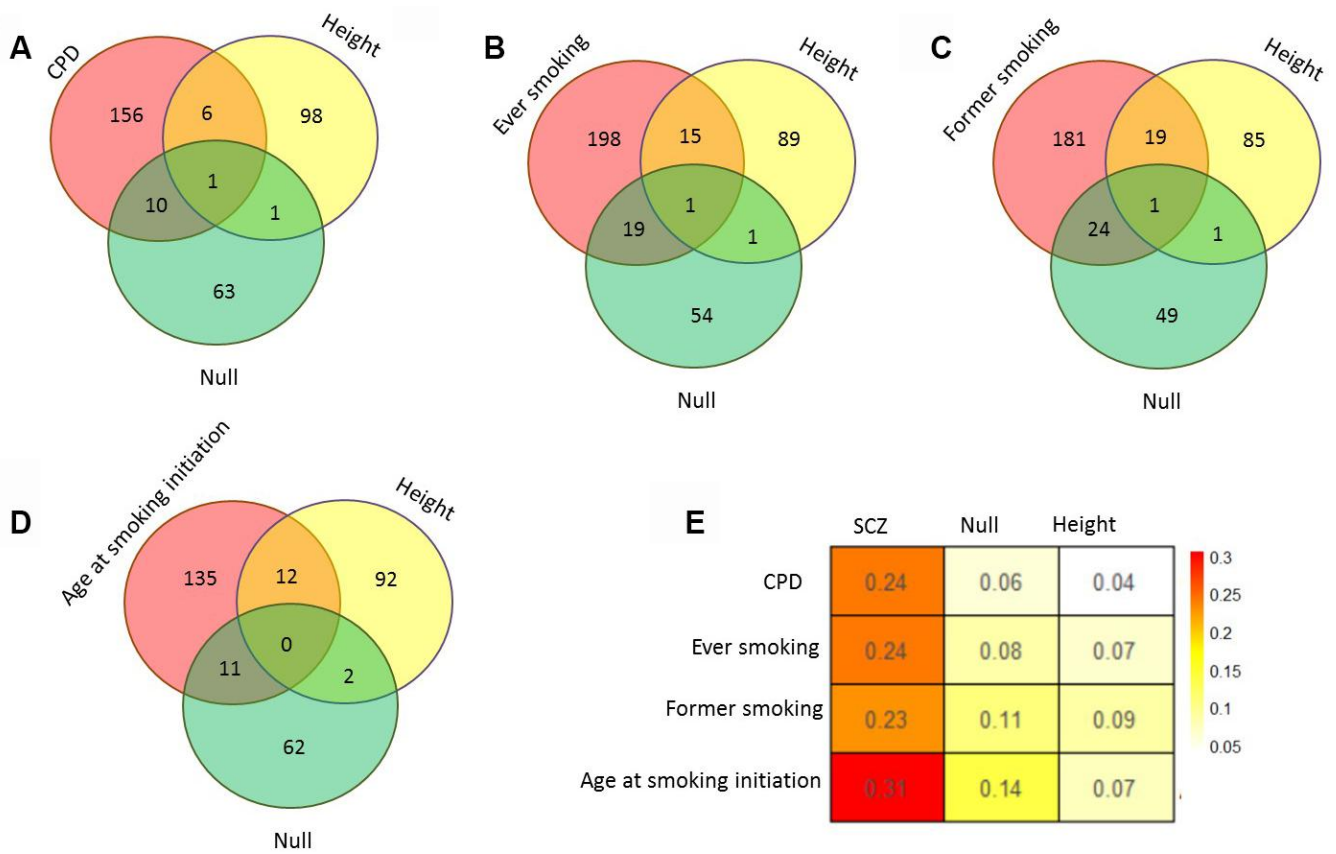 A
CPD
Height
156
6
98
1
10
1
63
Null
B
Ever smoking
Height
198
15
89
1
19
1
54
Null
C
Former smoking
Height
181
19
85
1
24
1
49
Null
D
Age at smoking initiation
Height
135
12
92
0
11
2
62
Null
E
SCZ Null Height
CPD 0.24 0.06 0.04
Ever smoking 0.24 0.08 0.07
Former smoking 0.23 0.11 0.09
Age at smoking initiation 0.31 0.14 0.07
0.3
0.25
0.2
0.15
0.1
0.05